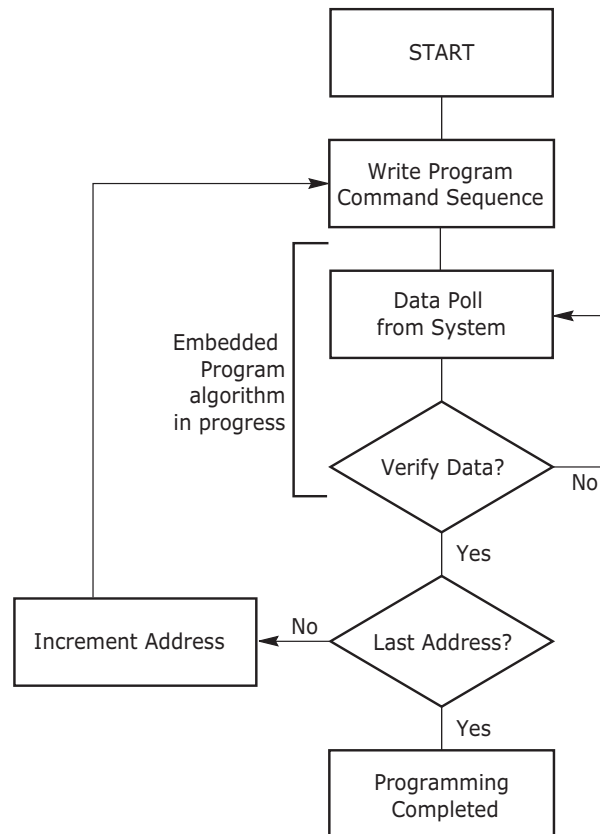 START
Write Program
Command Sequence
Data Poll
from System
Embedded
Program
algorithm
in progress
Verify Data?
No
Yes
Increment Address
No
Last Address?
Yes
Programming
Completed